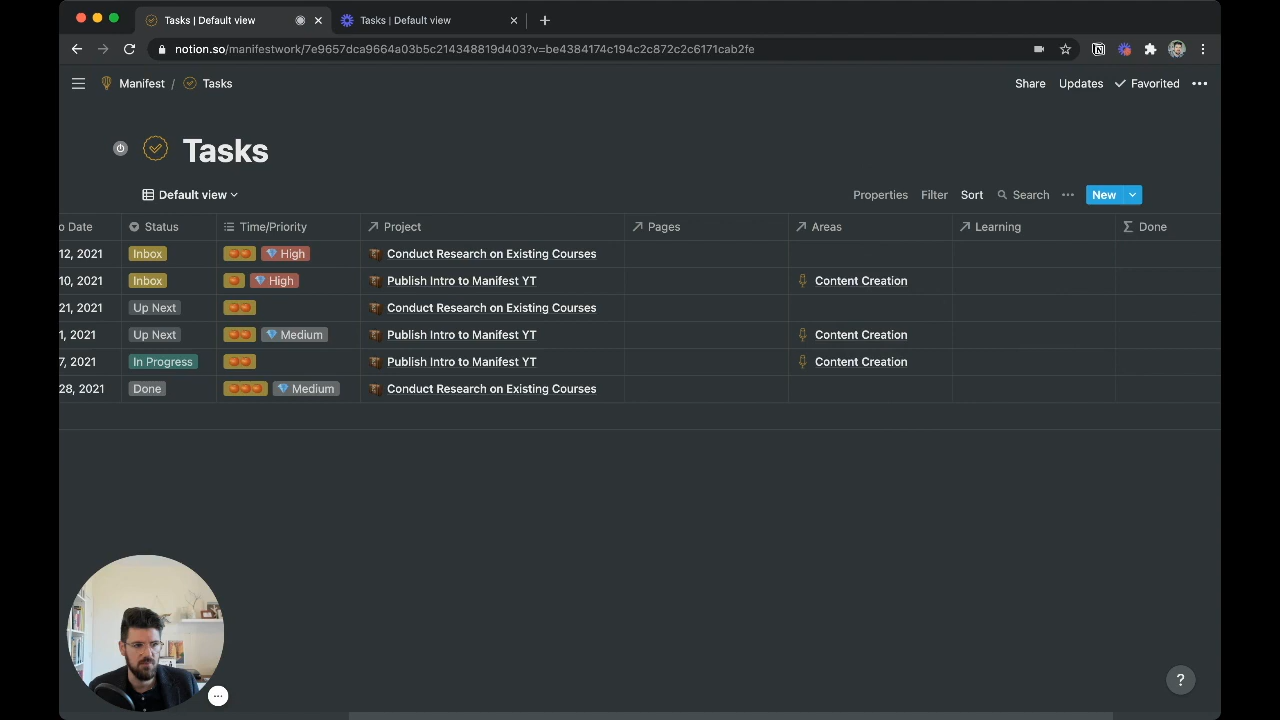 Tasks | Default view
Tasks | Default view
notion.so/manifestwork/7e9657dca9664a03b5c214348819d403?v=be4384174c194c2c872c2c6171cab2fe
Manifest / Tasks
Share Updates Favorited
Tasks
Default view
Properties Filter Sort Search New
o Date Status Time/Priority Project Pages Areas Learning Done
12, 2021 Inbox High Conduct Research on Existing Courses
10, 2021 Inbox High Publish Intro to Manifest YT Content Creation
21, 2021 Up Next Conduct Research on Existing Courses
1, 2021 Up Next Medium Publish Intro to Manifest YT Content Creation
7, 2021 In Progress Publish Intro to Manifest YT Content Creation
28, 2021 Done Medium Conduct Research on Existing Courses
?